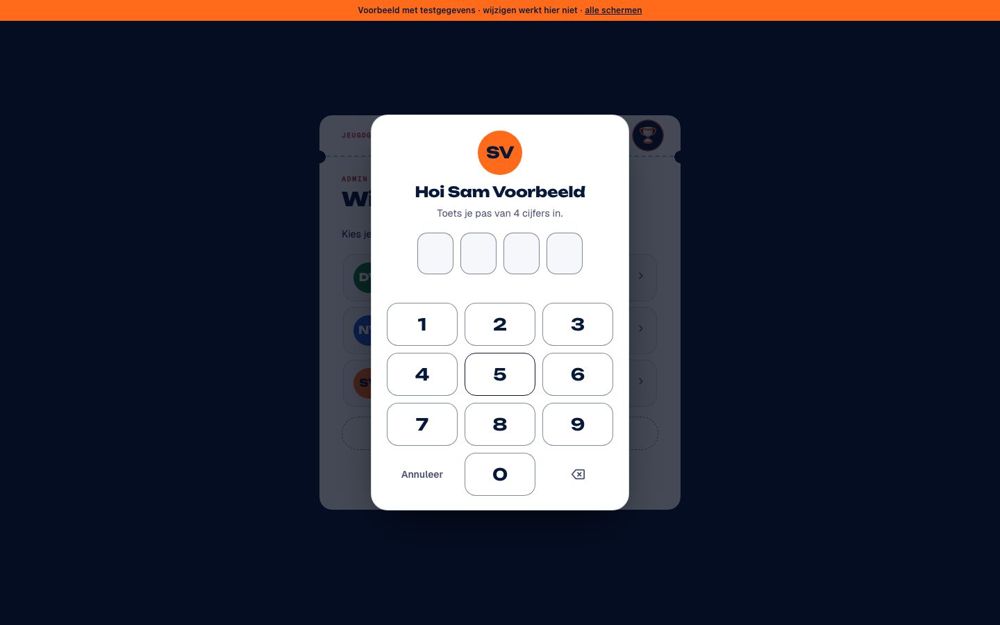 Voorbeeld met testgegevens · wijzigen werkt hier niet · alle schermen
SV
Hoi Sam Voorbeeld
Toets je pas van 4 cijfers in.
ADMIN
Kies je
1 2 3
4 5 6
7 8 9
Annuleer 0